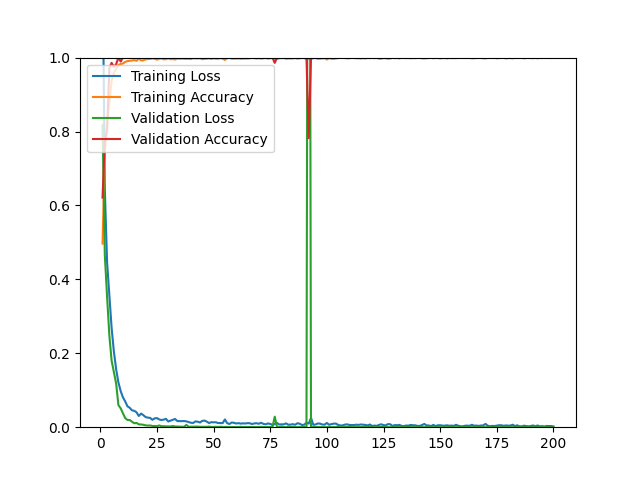 1.0
0.8
0.6
0.4
0.2
0.0
Training Loss
Training Accuracy
Validation Loss
Validation Accuracy
0 25 50 75 100 125 150 175 200